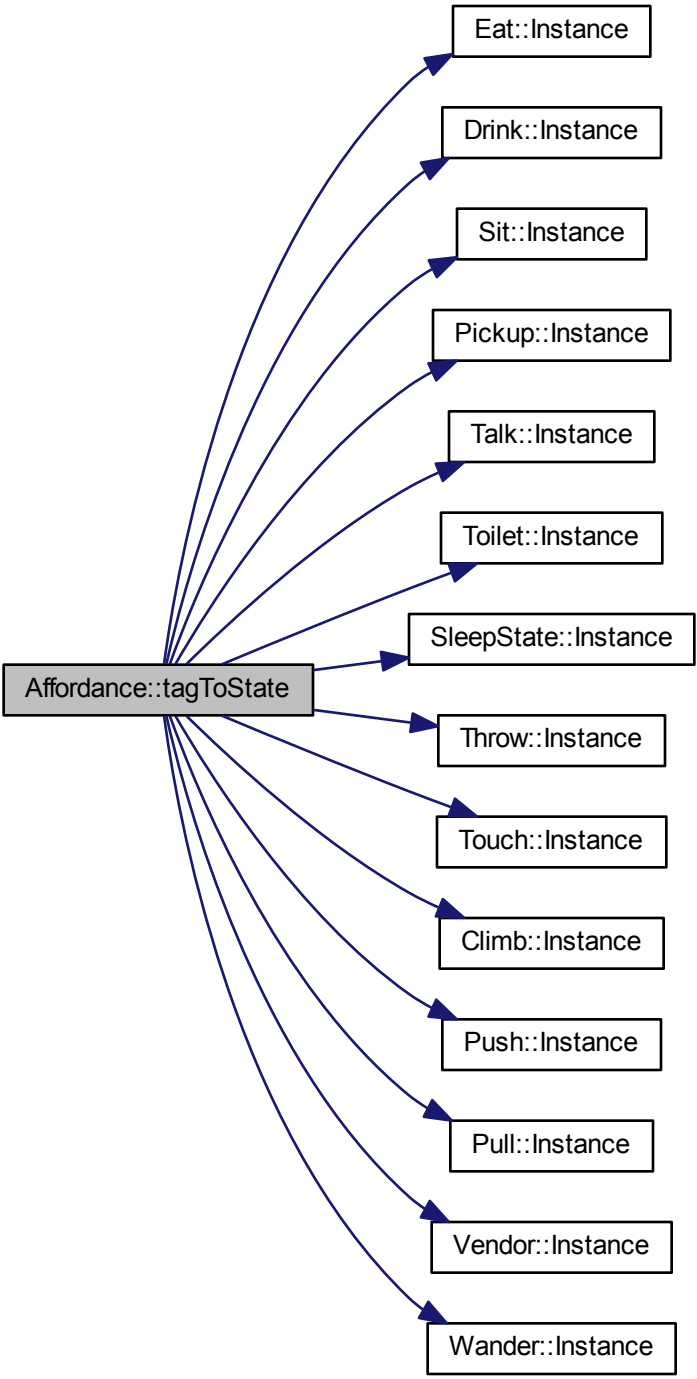 Eat::Instance
Drink::Instance
Sit::Instance
Pickup::Instance
Talk::Instance
Toilet::Instance
SleepState::Instance
Affordance::tagToState
Throw::Instance
Touch::Instance
Climb::Instance
Push::Instance
Pull::Instance
Vendor::Instance
Wander::Instance